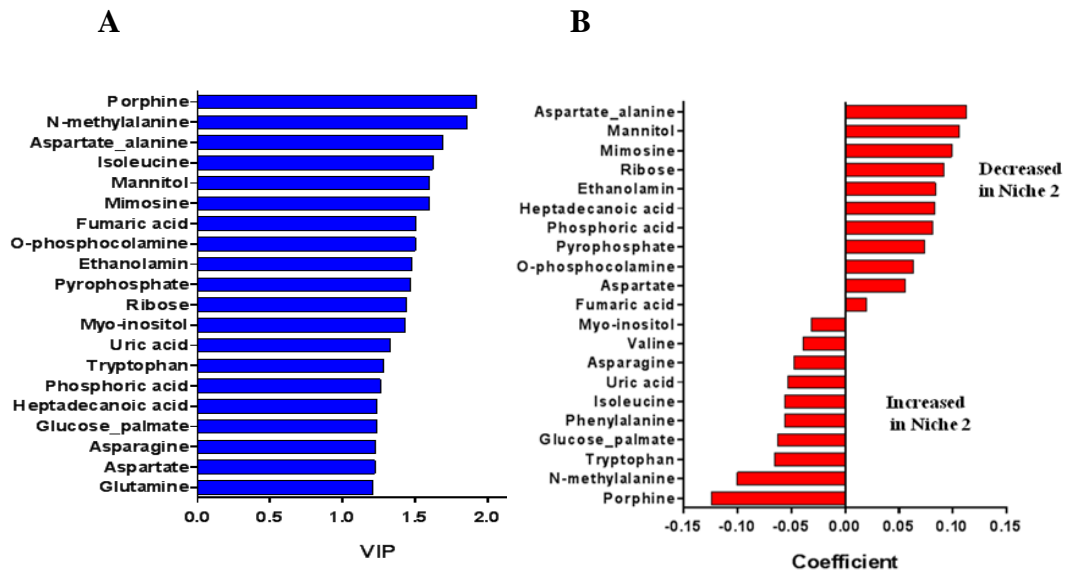 A
Porphine
N-methylalanine
Aspartate_alanine
Isoleucine
Mannitol
Mimosine
Fumaric acid
O-phosphocolamine
Ethanolamin
Pyrophosphate
Ribose
Myo-inositol
Uric acid
Tryptophan
Phosphoric acid
Heptadecanoic acid
Glucose_palmate
Asparagine
Aspartate
Glutamine
0.0 0.5 1.0 1.5 2.0
VIP
B
Aspartate_alanine
Mannitol
Mimosine
Ribose
Ethanolamin
Heptadecanoic acid
Phosphoric acid
Pyrophosphate
O-phosphocolamine
Aspartate
Fumaric acid
Myo-inositol
Valine
Asparagine
Uric acid
Isoleucine
Phenylalanine
Glucose_palmate
Tryptophan
N-methylalanine
Porphine
Decreased
in Niche 2
Increased
in Niche 2
-0.15 -0.10 -0.05 0.00 0.05 0.10 0.15
Coefficient